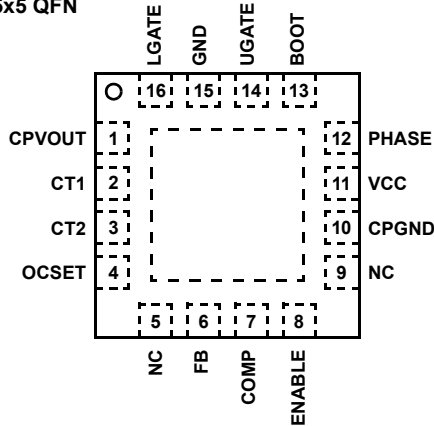 5x5 QFN
LGATE
GND
UGATE
BOOT
16
15
14
13
CPVOUT
1
12
PHASE
CT1
2
11
VCC
CT2
3
10
CPGND
OCSET
4
9
NC
5
6
7
8
NC
FB
COMP
ENABLE